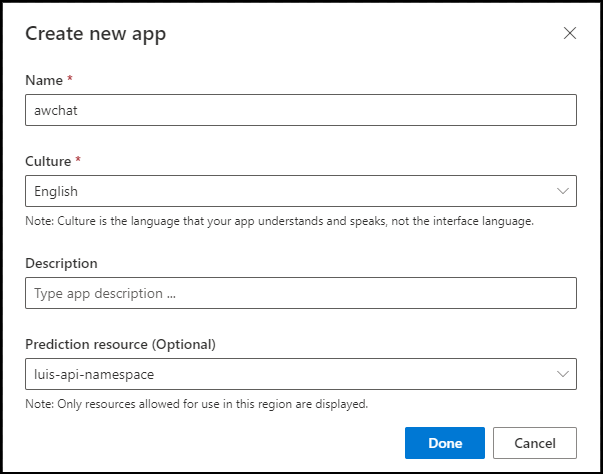 Create new app
Name *
awchat
Culture *
English
Note: Culture is the language that your app understands and speaks, not the interface language.
Description
Type app description ...
Prediction resource (Optional)
luis-api-namespace
Note: Only resources allowed for use in this region are displayed.
Done Cancel